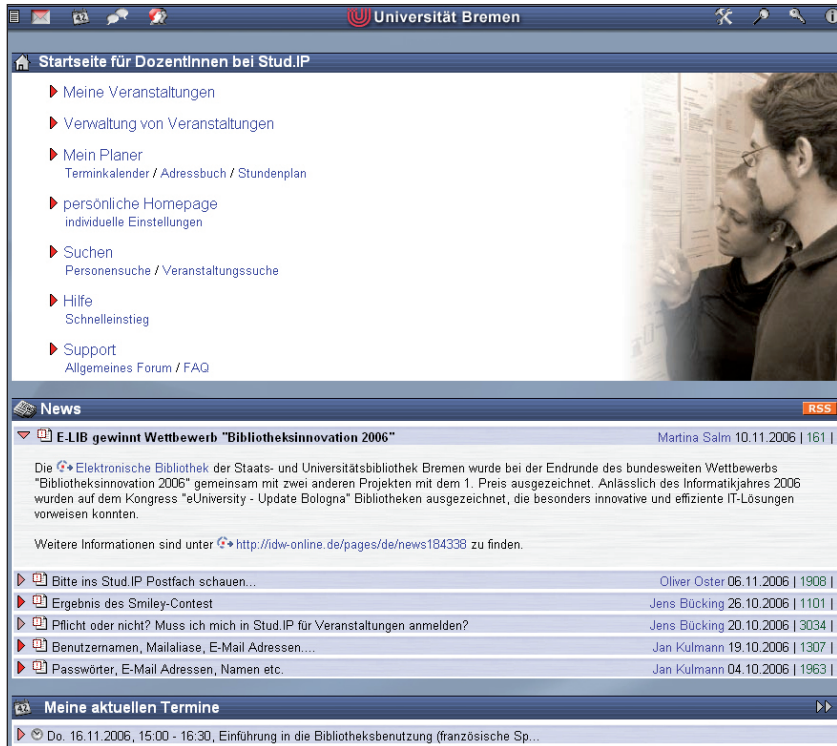 Universität Bremen
Startseite für DozentInnen bei Stud.IP
Meine Veranstaltungen
Verwaltung von Veranstaltungen
Mein Planer
Terminkalender / Adressbuch / Stundenplan
persönliche Homepage
individuelle Einstellungen
Suchen
Personensuche / Veranstaltungssuche
Hilfe
Schnelleinstieg
Support
Allgemeines Forum / FAQ
News RSS
E-LIB gewinnt Wettbewerb "Bibliotheksinnovation 2006" Martina Salm 10.11.2006 | 161 |
Die Elektronische Bibliothek der Staats- und Universitätsbibliothek Bremen wurde bei der Endrunde des bundesweiten Wettbewerbs
"Bibliotheksinnovation 2006" gemeinsam mit zwei anderen Projekten mit dem 1. Preis ausgezeichnet. Anlässlich des Informatikjahres 2006
wurden auf dem Kongress "eUniversity - Update Bologna" Bibliotheken ausgezeichnet, die besonders innovative und effiziente IT-Lösungen
vorweisen konnten.
Weitere Informationen sind unter http://idw-online.de/pages/de/news184338 zu finden.
Bitte ins Stud.IP Postfach schauen... Oliver Oster 06.11.2006 | 1908 |
Ergebnis des Smiley-Contest Jens Bücking 26.10.2006 | 1101 |
Pflicht oder nicht? Muss ich mich in Stud.IP für Veranstaltungen anmelden? Jens Bücking 20.10.2006 | 3034 |
Benutzernamen, Mailaliase, E-Mail Adressen.... Jan Kulmann 19.10.2006 | 1307 |
Passwörter, E-Mail Adressen, Namen etc. Jan Kulmann 04.10.2006 | 1963 |
Meine aktuellen Termine
Do. 16.11.2006, 15:00 - 16:30, Einführung in die Bibliotheksbenutzung (französische Sp...